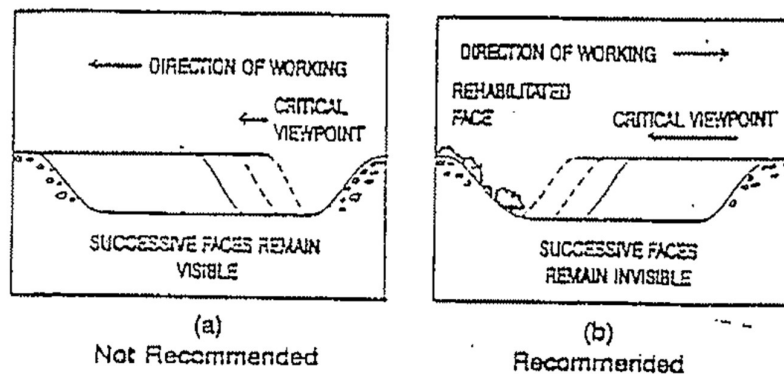 DIRECTION OF WORKING
CRITICAL
VIEWPOINT
SUCCESSIVE FACES REMAIN
VISIBLE
(a)
Not Recommended
DIRECTION OF WORKING
REHABILITATED
FACE
CRITICAL VIEWPOINT
SUCCESSIVE FACES
REMAIN INVISIBLE
(b)
Recommended